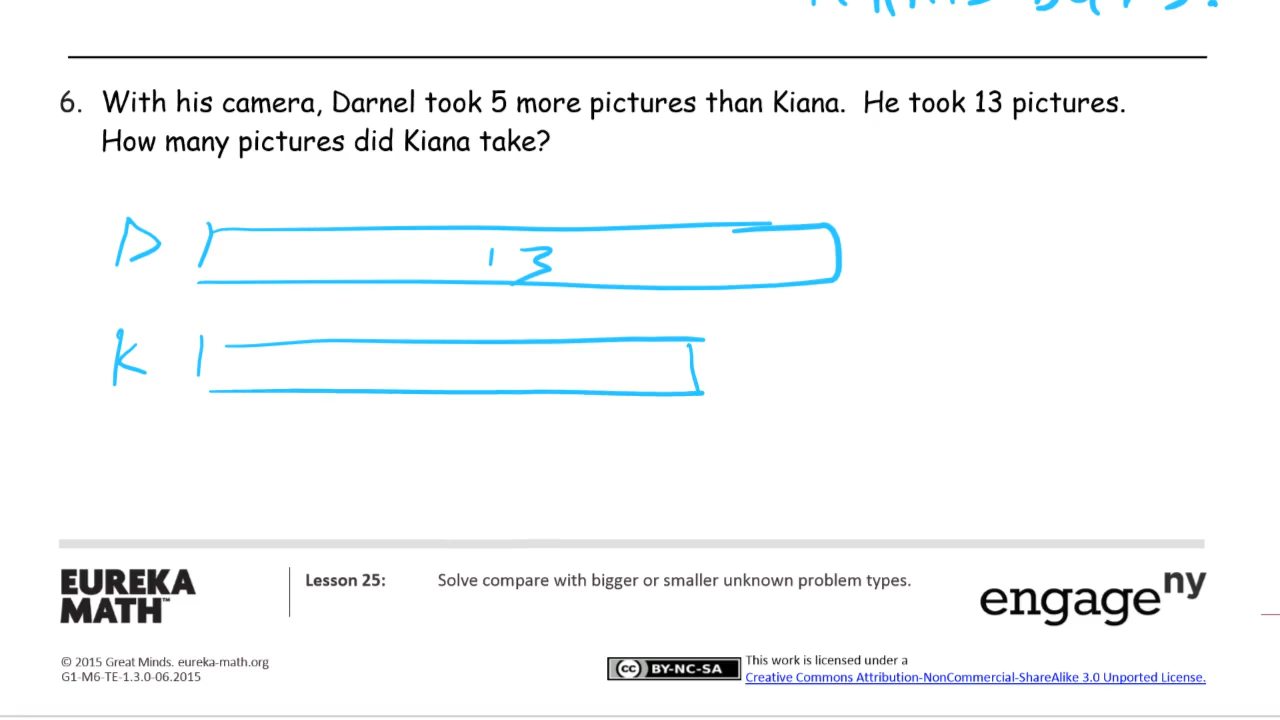 6. With his camera, Darnel took 5 more pictures than Kiana. He took 13 pictures.
How many pictures did Kiana take?
D 13
K
EUREKA
MATH™
Lesson 25: Solve compare with bigger or smaller unknown problem types.
engage ny
© 2015 Great Minds. eureka-math.org
G1-M6-TE-1.3.0-06.2015
cc BY-NC-SA
This work is licensed under a
Creative Commons Attribution-NonCommercial-ShareAlike 3.0 Unported License.